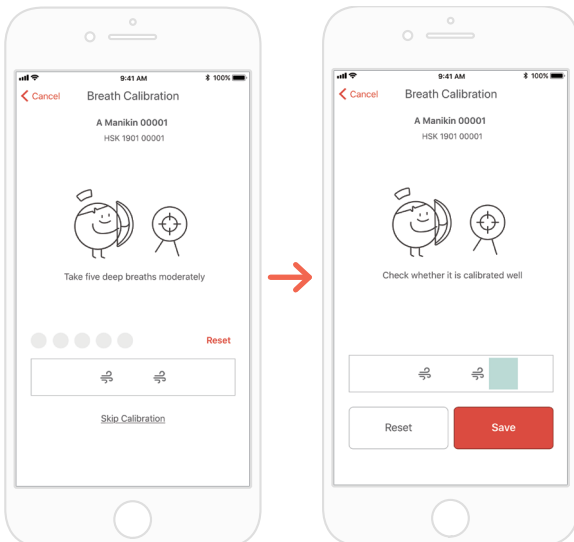 9:41 AM
100%
Cancel
Breath Calibration
A Manikin 00001
HSK 1901 00001
Take five deep breaths moderately
Reset
Skip Calibration
9:41 AM
100%
Cancel
Breath Calibration
A Manikin 00001
HSK 1901 00001
Check whether it is calibrated well
Reset
Save